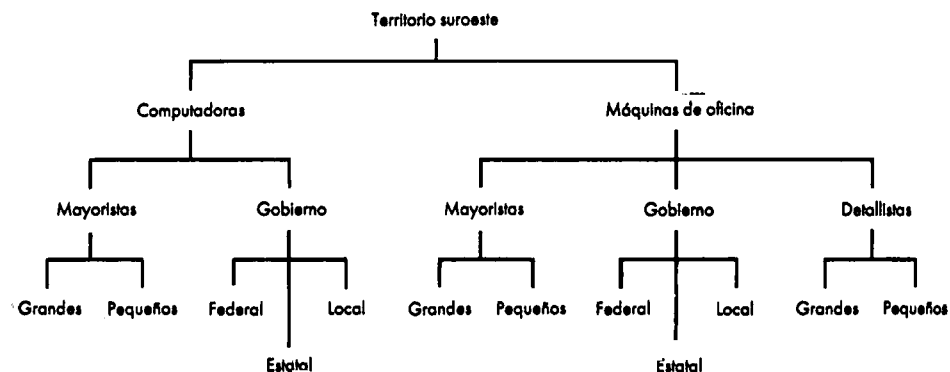 Territorio suroeste
Computadoras Máquinas de oficina
Mayoristas Gobierno Mayoristas Gobierno Detallistas
Grandes Pequeños Federal Local Grandes Pequeños Federal Local Grandes Pequeños
Estatal Estatal